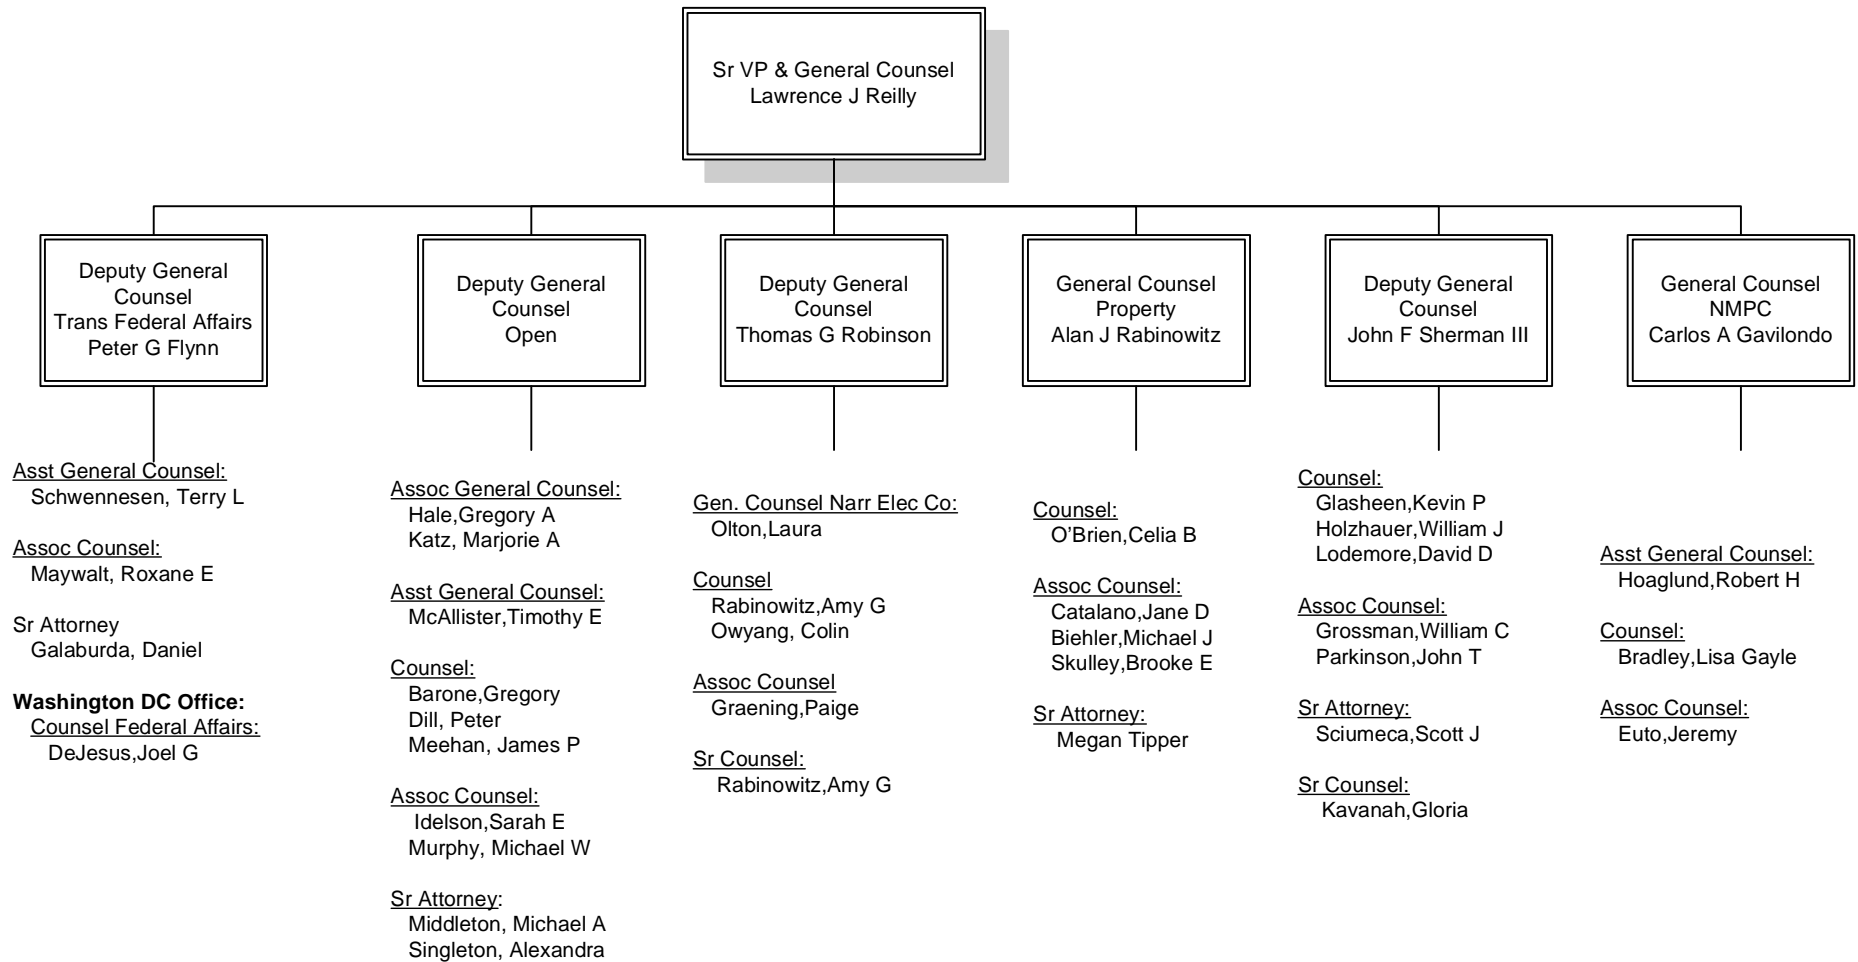 Sr VP & General Counsel
Lawrence J Reilly
Deputy General
Counsel
Trans Federal Affairs
Peter G Flynn
Deputy General
Counsel
Open
Deputy General
Counsel
Thomas G Robinson
General Counsel
Property
Alan J Rabinowitz
Deputy General
Counsel
John F Sherman III
General Counsel
NMPC
Carlos A Gavilondo
Asst General Counsel:
Schwennesen, Terry L
Assoc Counsel:
Maywalt, Roxane E
Sr Attorney
Galaburda, Daniel
Washington DC Office:
Counsel Federal Affairs:
DeJesus,Joel G
Assoc General Counsel:
Hale,Gregory A
Katz, Marjorie A
Asst General Counsel:
McAllister,Timothy E
Counsel:
Barone,Gregory
Dill, Peter
Meehan, James P
Assoc Counsel:
Idelson,Sarah E
Murphy, Michael W
Sr Attorney:
Middleton, Michael A
Singleton, Alexandra
Gen. Counsel Narr Elec Co:
Olton,Laura
Counsel
Rabinowitz,Amy G
Owyang, Colin
Assoc Counsel
Graening,Paige
Sr Counsel:
Rabinowitz,Amy G
Counsel:
O’Brien,Celia B
Assoc Counsel:
Catalano,Jane D
Biehler,Michael J
Skulley,Brooke E
Sr Attorney:
Megan Tipper
Counsel:
Glasheen,Kevin P
Holzhauer,William J
Lodemore,David D
Assoc Counsel:
Grossman,William C
Parkinson,John T
Sr Attorney:
Sciumeca,Scott J
Sr Counsel:
Kavanah,Gloria
Asst General Counsel:
Hoaglund,Robert H
Counsel:
Bradley,Lisa Gayle
Assoc Counsel:
Euto,Jeremy